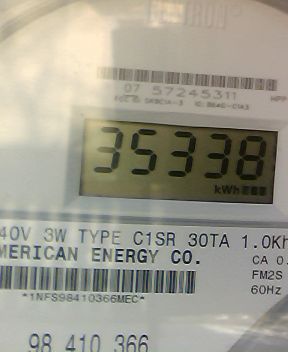 07 57245311
35338
kWh
40V 3W TYPE C1SR 30TA 1.0Kh
MERICAN ENERGY CO.
CA 0.
FM2S
60Hz
*1NFS98410366MEC*
98 410 366